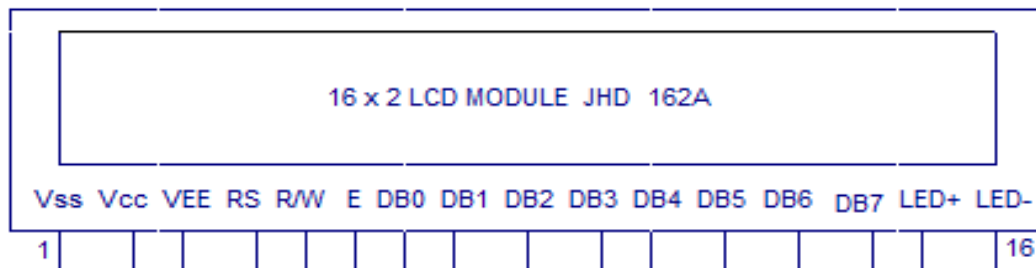 16 x 2 LCD MODULE JHD 162A
Vss Vcc VEE RS R/W E DB0 DB1 DB2 DB3 DB4 DB5 DB6 DB7 LED+ LED-
1 16